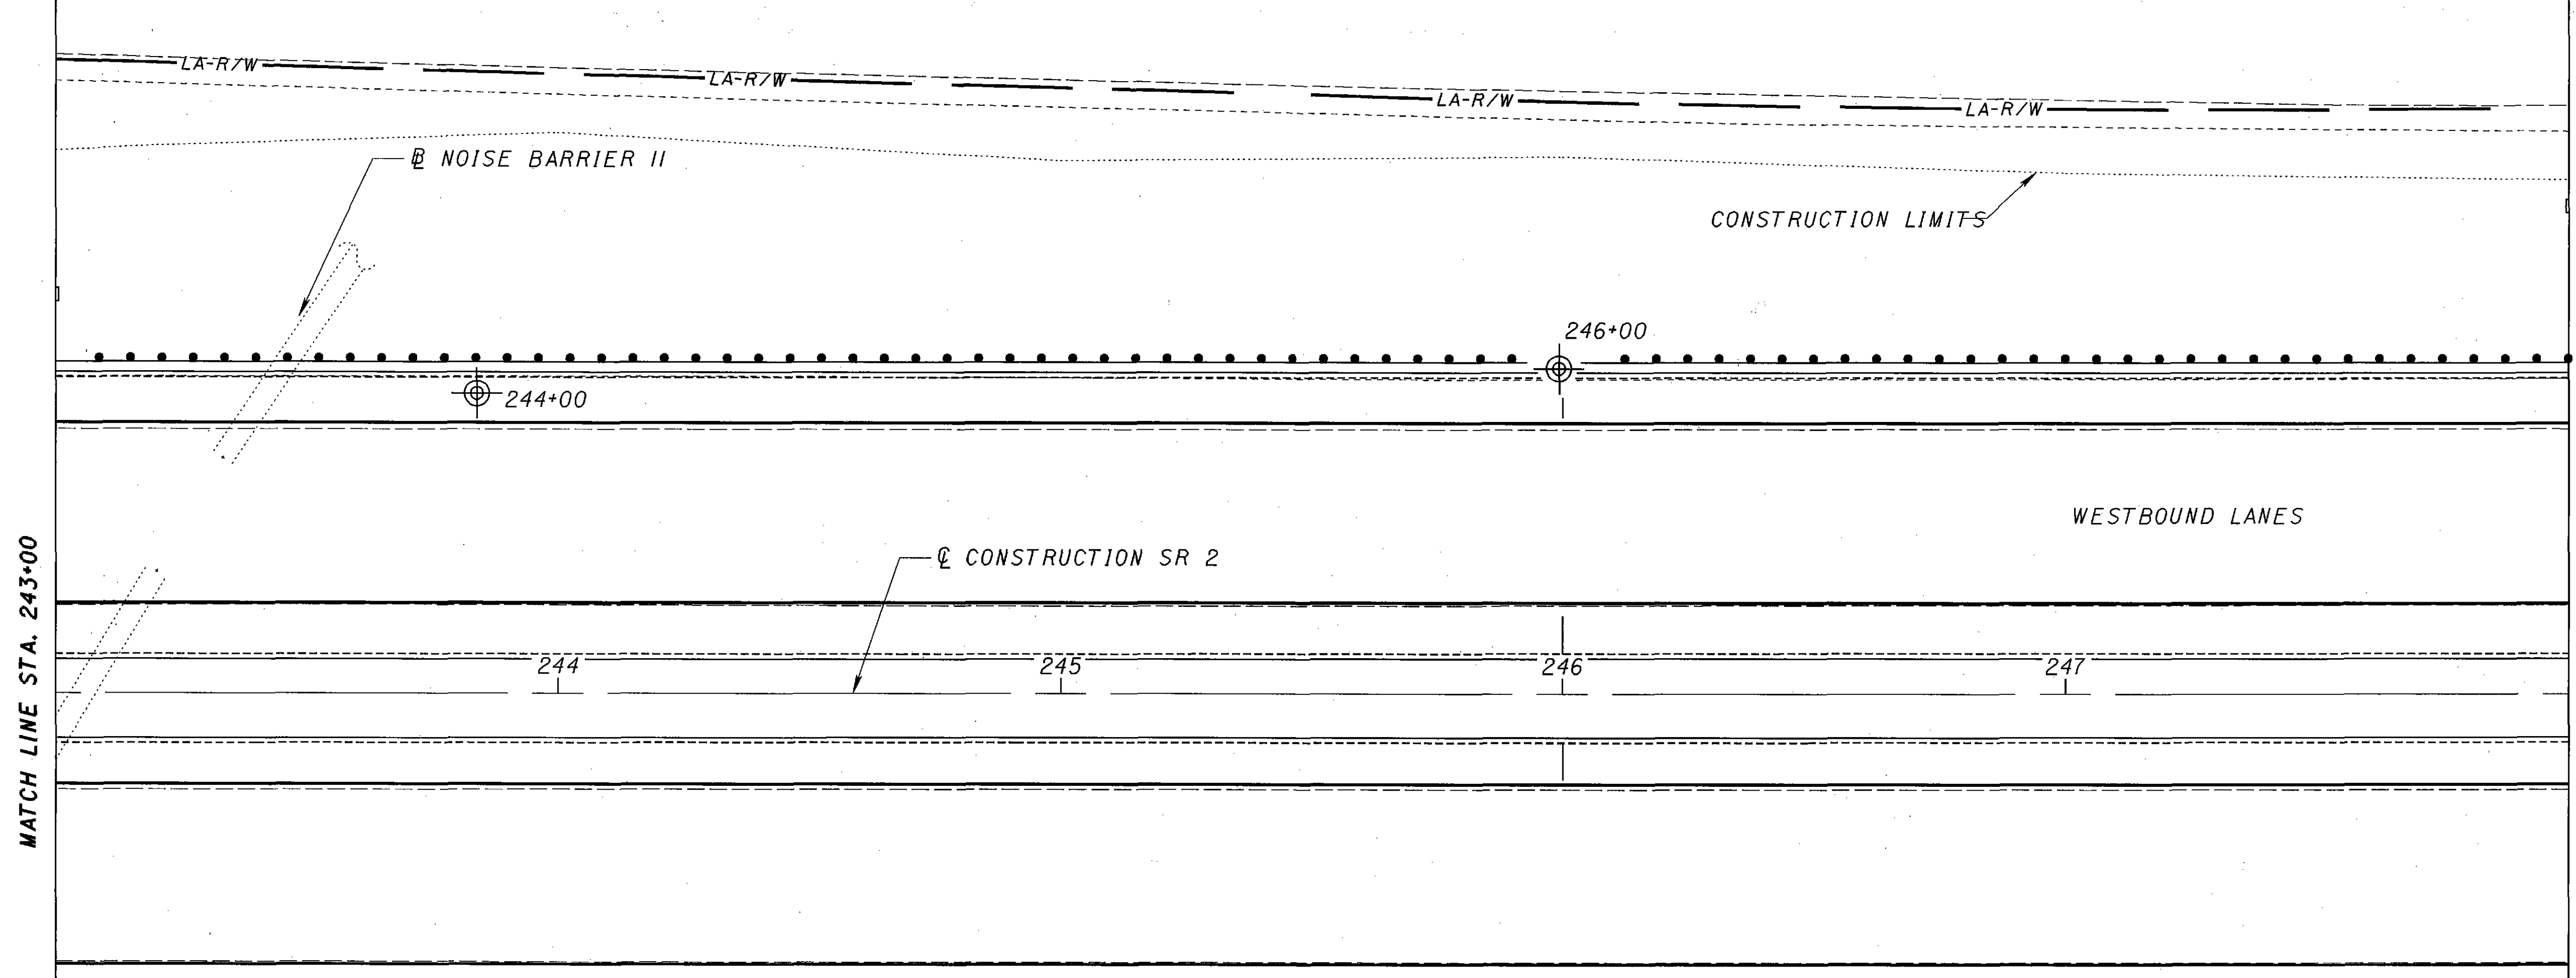 LA-R/W LA-R/W LA-R/W LA-R/W
℄ NOISE BARRIER 11
CONSTRUCTION LIMITS
246+00
244+00
WESTBOUND LANES
℄ CONSTRUCTION SR 2
244 245 246 247
MATCH LINE STA. 243+00